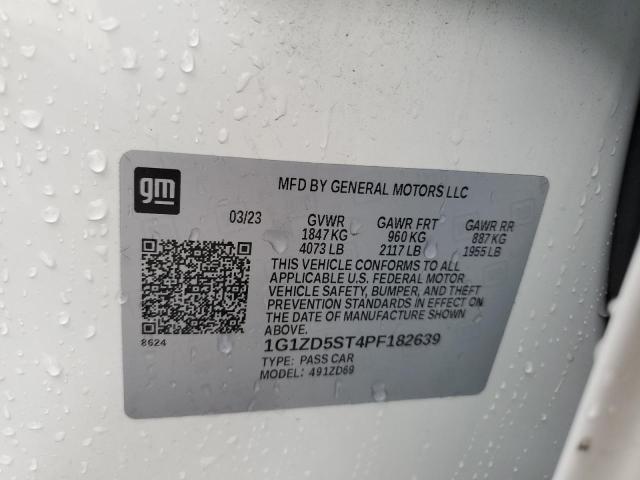 gm
MFD BY GENERAL MOTORS LLC
03/23 GVWR GAWR FRT GAWR RR
1847 KG 960 KG 887 KG
4073 LB 2117 LB 1955 LB
THIS VEHICLE CONFORMS TO ALL
APPLICABLE U.S. FEDERAL MOTOR
VEHICLE SAFETY, BUMPER, AND THEFT
PREVENTION STANDARDS IN EFFECT ON
THE DATE OF MANUFACTURE SHOWN
ABOVE.
8624
1G1ZD5ST4PF182639
TYPE: PASS CAR
MODEL: 491ZD69